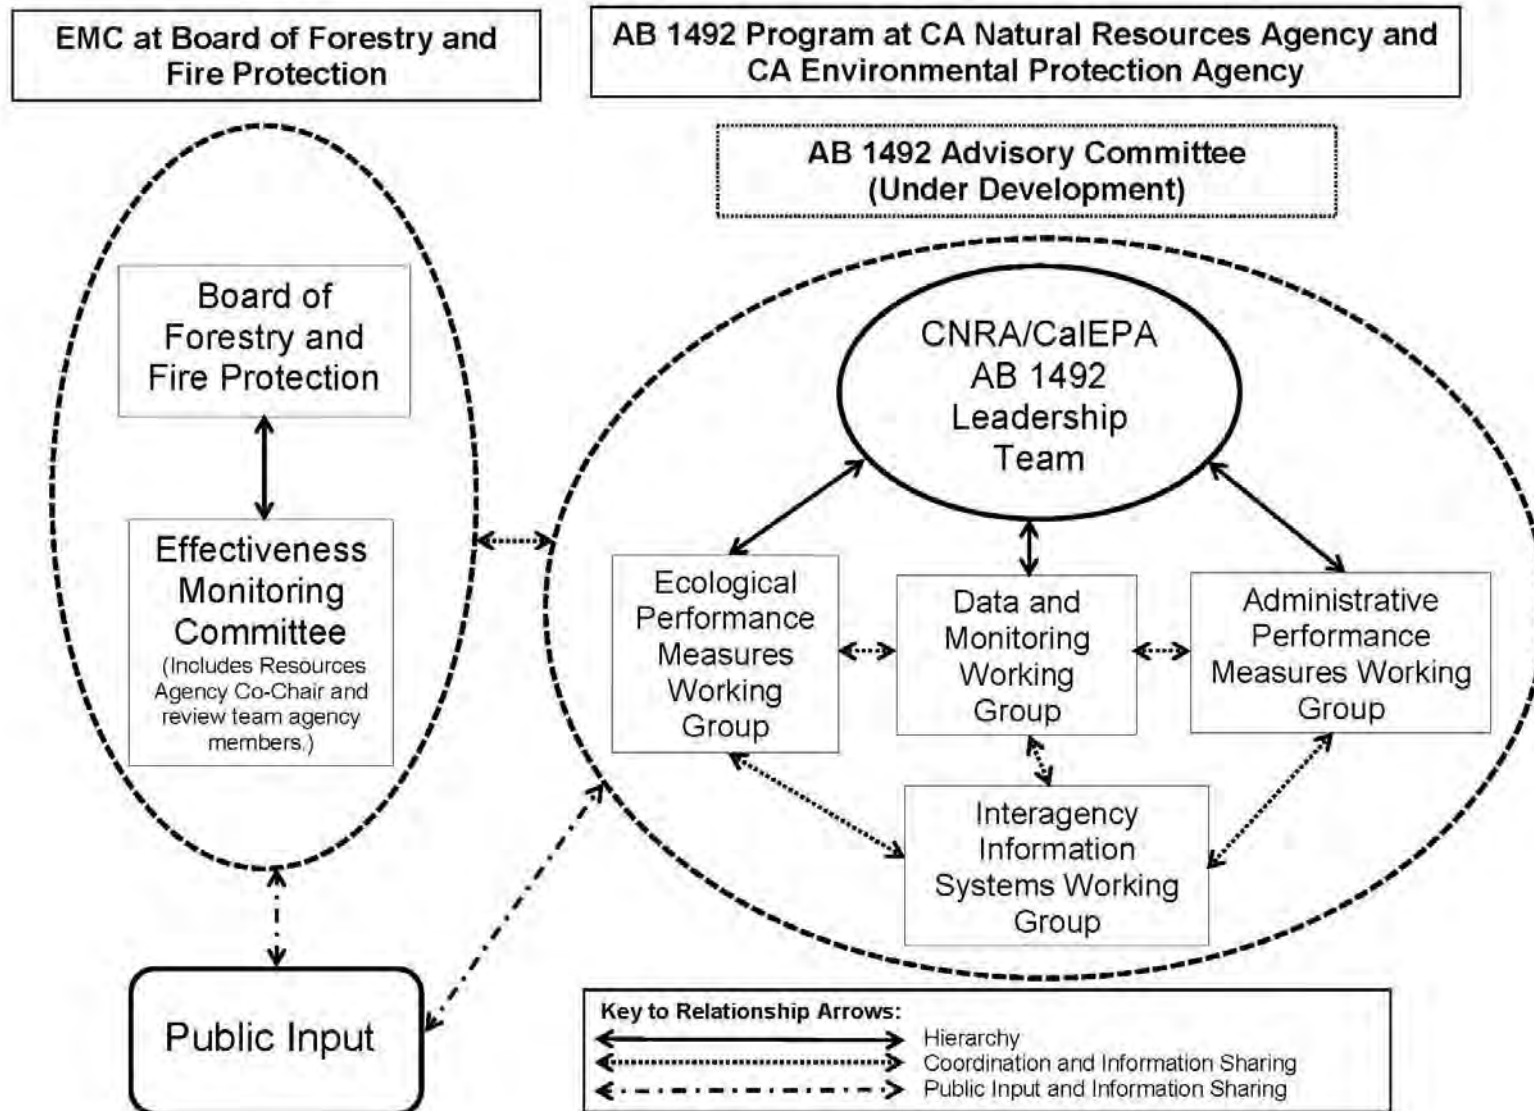 EMC at Board of Forestry and
Fire Protection
AB 1492 Program at CA Natural Resources Agency and
CA Environmental Protection Agency
AB 1492 Advisory Committee
(Under Development)
Board of
Forestry and
Fire Protection
Effectiveness
Monitoring
Committee
(Includes Resources
Agency Co-Chair and
review team agency
members.)
CNRA/CalEPA
AB 1492
Leadership
Team
Ecological
Performance
Measures
Working
Group
Data and
Monitoring
Working
Group
Administrative
Performance
Measures Working
Group
Interagency
Information
Systems Working
Group
Public Input
Key to Relationship Arrows:
Hierarchy
Coordination and Information Sharing
Public Input and Information Sharing